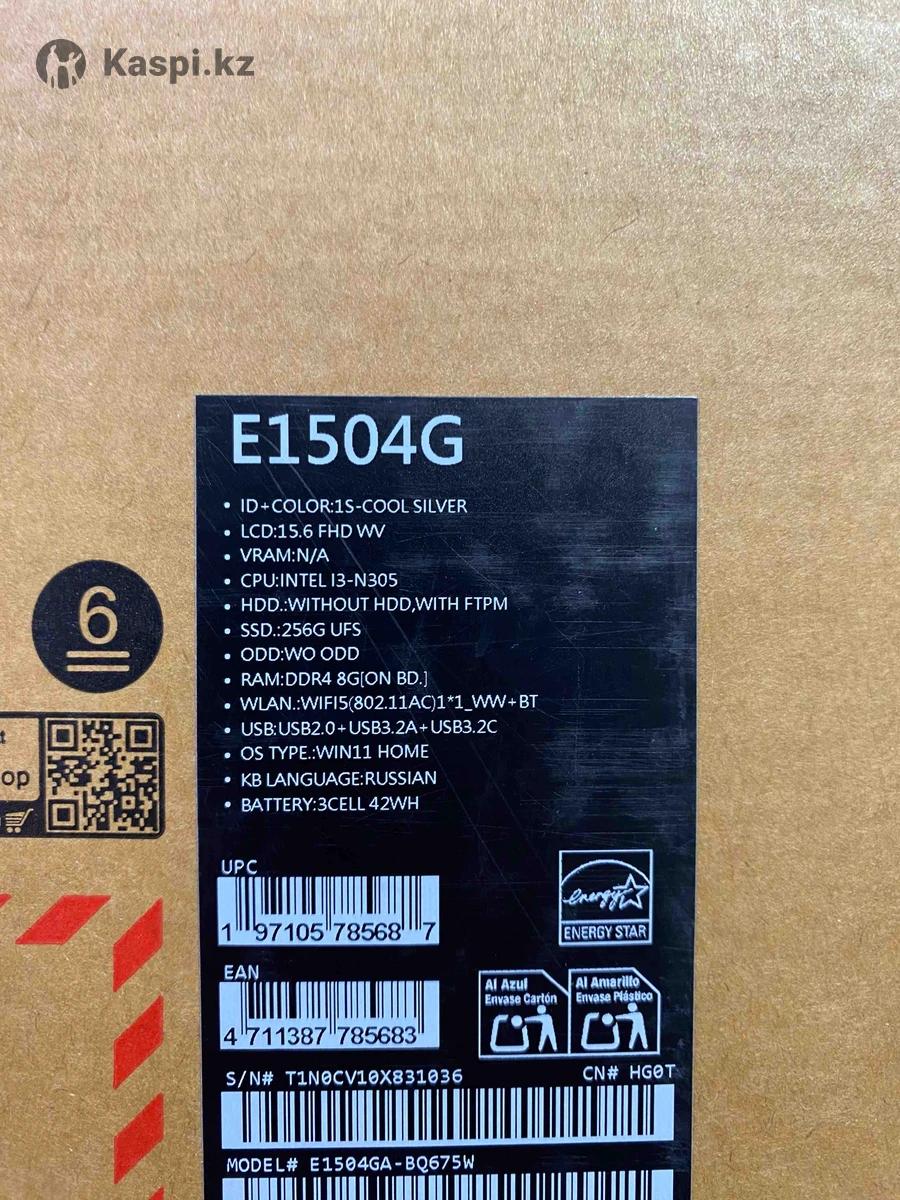 Kaspi.kz
E1504G
• ID+COLOR:1S-COOL SILVER
• LCD:15.6 FHD WV
• VRAM:N/A
• CPU:INTEL I3-N305
• HDD.:WITHOUT HDD,WITH FTPM
• SSD.:256G UFS
• ODD:WO ODD
• RAM:DDR4 8G[ON BD.]
• WLAN.:WIFI5(802.11AC)1*1_WW+BT
• USB:USB2.0+USB3.2A+USB3.2C
• OS TYPE.:WIN11 HOME
• KB LANGUAGE:RUSSIAN
• BATTERY:3CELL 42WH
6
op
UPC
1 97105 78568 7
energy
ENERGY STAR
EAN
4 711387 785683
Al Azul
Envase Cartón
Al Amarillo
Envase Plástico
S/N# T1N0CV10X831036
CN# HG0T
MODEL# E1504GA-BQ675W